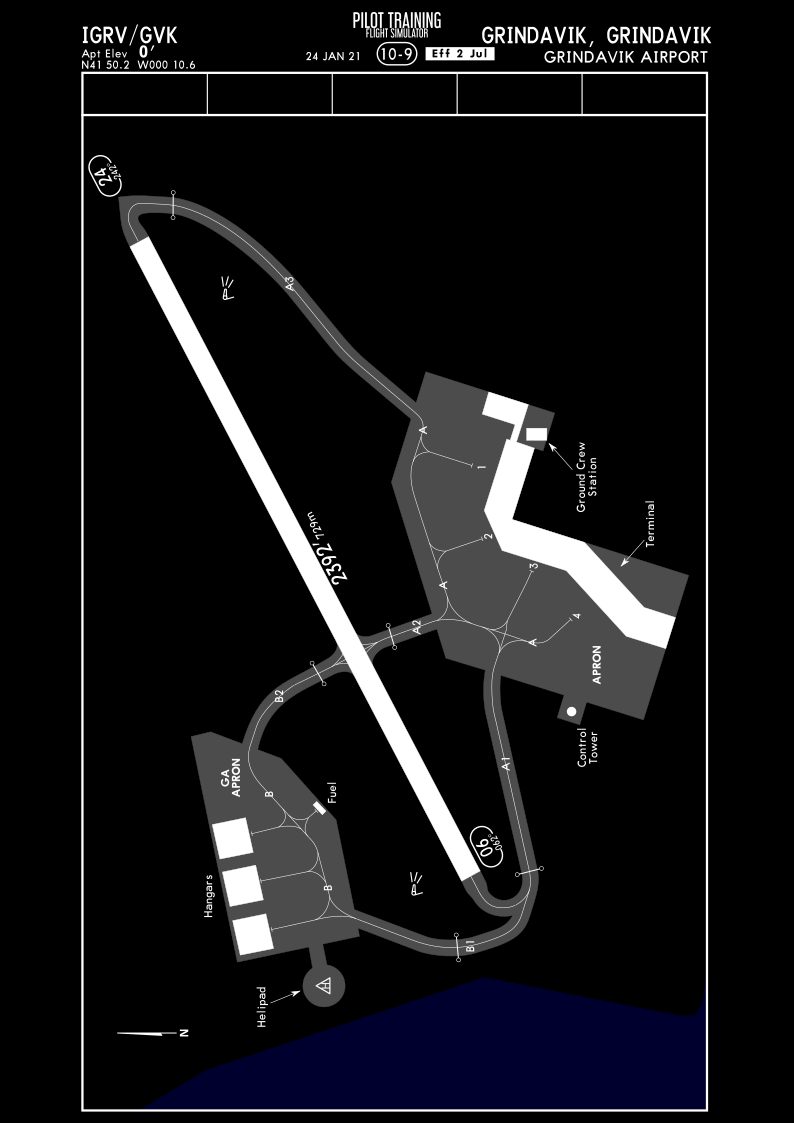 IGRV/GVK
Apt Elev 0'
N41 50.2 W000 10.6
PILOT TRAINING
FLIGHT SIMULATOR
24 JAN 21
10-9
Eff 2 Jul
GRINDAVIK, GRINDAVIK
GRINDAVIK AIRPORT
24
242°
A3
A
1
Ground Crew
Station
2
Terminal
2392' 729m
3
A
4
A2
A
APRON
B2
Control
Tower
GA
APRON
A1
B
Fuel
06
062°
Hangars
B
B1
Helipad
H
N